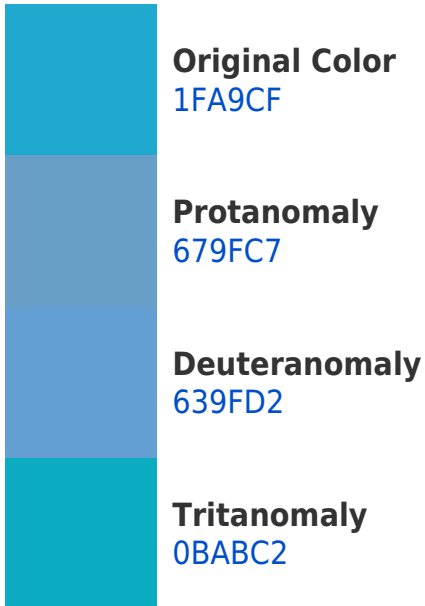 Original Color
1FA9CF
Protanomaly
679FC7
Deuteranomaly
639FD2
Tritanomaly
0BABC2